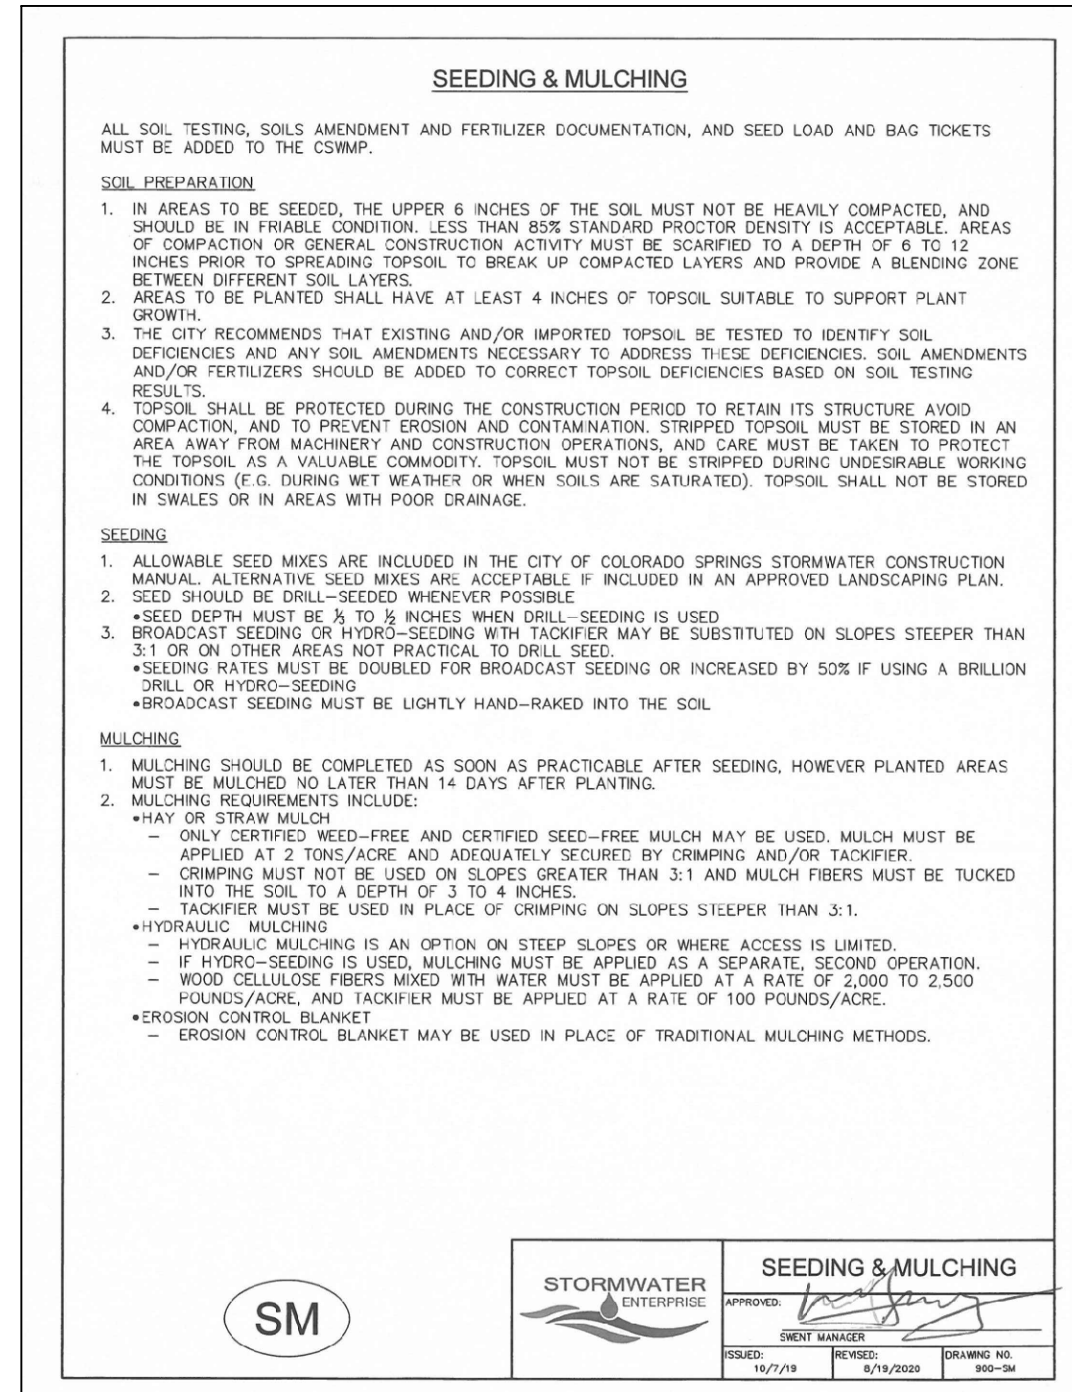 SEEDING & MULCHING
ALL SOIL TESTING, SOILS AMENDMENT AND FERTILIZER DOCUMENTATION, AND SEED LOAD AND BAG TICKETS
MUST BE ADDED TO THE CSWMP.
SOIL PREPARATION
1. IN AREAS TO BE SEEDED, THE UPPER 6 INCHES OF THE SOIL MUST NOT BE HEAVILY COMPACTED, AND
SHOULD BE IN FRIABLE CONDITION. LESS THAN 85% STANDARD PROCTOR DENSITY IS ACCEPTABLE. AREAS
OF COMPACTION OR GENERAL CONSTRUCTION ACTIVITY MUST BE SCARIFIED TO A DEPTH OF 6 TO 12
INCHES PRIOR TO SPREADING TOPSOIL TO BREAK UP COMPACTED LAYERS AND PROVIDE A BLENDING ZONE
BETWEEN DIFFERENT SOIL LAYERS.
2. AREAS TO BE PLANTED SHALL HAVE AT LEAST 4 INCHES OF TOPSOIL SUITABLE TO SUPPORT PLANT
GROWTH.
3. THE CITY RECOMMENDS THAT EXISTING AND/OR IMPORTED TOPSOIL BE TESTED TO IDENTIFY SOIL
DEFICIENCIES AND ANY SOIL AMENDMENTS NECESSARY TO ADDRESS THESE DEFICIENCIES. SOIL AMENDMENTS
AND/OR FERTILIZERS SHOULD BE ADDED TO CORRECT TOPSOIL DEFICIENCIES BASED ON SOIL TESTING
RESULTS.
4. TOPSOIL SHALL BE PROTECTED DURING THE CONSTRUCTION PERIOD TO RETAIN ITS STRUCTURE AVOID
COMPACTION, AND TO PREVENT EROSION AND CONTAMINATION. STRIPPED TOPSOIL MUST BE STORED IN AN
AREA AWAY FROM MACHINERY AND CONSTRUCTION OPERATIONS, AND CARE MUST BE TAKEN TO PROTECT
THE TOPSOIL AS A VALUABLE COMMODITY. TOPSOIL MUST NOT BE STRIPPED DURING UNDESIRABLE WORKING
CONDITIONS (E.G. DURING WET WEATHER OR WHEN SOILS ARE SATURATED). TOPSOIL SHALL NOT BE STORED
IN SWALES OR IN AREAS WITH POOR DRAINAGE.
SEEDING
1. ALLOWABLE SEED MIXES ARE INCLUDED IN THE CITY OF COLORADO SPRINGS STORMWATER CONSTRUCTION
MANUAL. ALTERNATIVE SEED MIXES ARE ACCEPTABLE IF INCLUDED IN AN APPROVED LANDSCAPING PLAN.
2. SEED SHOULD BE DRILL-SEEDED WHENEVER POSSIBLE
•SEED DEPTH MUST BE ⅓ TO ½ INCHES WHEN DRILL-SEEDING IS USED
3. BROADCAST SEEDING OR HYDRO-SEEDING WITH TACKIFIER MAY BE SUBSTITUTED ON SLOPES STEEPER THAN
3:1 OR ON OTHER AREAS NOT PRACTICAL TO DRILL SEED.
•SEEDING RATES MUST BE DOUBLED FOR BROADCAST SEEDING OR INCREASED BY 50% IF USING A BRILLION
DRILL OR HYDRO-SEEDING
•BROADCAST SEEDING MUST BE LIGHTLY HAND-RAKED INTO THE SOIL
MULCHING
1. MULCHING SHOULD BE COMPLETED AS SOON AS PRACTICABLE AFTER SEEDING, HOWEVER PLANTED AREAS
MUST BE MULCHED NO LATER THAN 14 DAYS AFTER PLANTING.
2. MULCHING REQUIREMENTS INCLUDE:
•HAY OR STRAW MULCH
– ONLY CERTIFIED WEED-FREE AND CERTIFIED SEED-FREE MULCH MAY BE USED. MULCH MUST BE
APPLIED AT 2 TONS/ACRE AND ADEQUATELY SECURED BY CRIMPING AND/OR TACKIFIER.
– CRIMPING MUST NOT BE USED ON SLOPES GREATER THAN 3:1 AND MULCH FIBERS MUST BE TUCKED
INTO THE SOIL TO A DEPTH OF 3 TO 4 INCHES.
– TACKIFIER MUST BE USED IN PLACE OF CRIMPING ON SLOPES STEEPER THAN 3:1.
•HYDRAULIC MULCHING
– HYDRAULIC MULCHING IS AN OPTION ON STEEP SLOPES OR WHERE ACCESS IS LIMITED.
– IF HYDRO-SEEDING IS USED, MULCHING MUST BE APPLIED AS A SEPARATE, SECOND OPERATION.
– WOOD CELLULOSE FIBERS MIXED WITH WATER MUST BE APPLIED AT A RATE OF 2,000 TO 2,500
POUNDS/ACRE, AND TACKIFIER MUST BE APPLIED AT A RATE OF 100 POUNDS/ACRE.
•EROSION CONTROL BLANKET
– EROSION CONTROL BLANKET MAY BE USED IN PLACE OF TRADITIONAL MULCHING METHODS.
SM
STORMWATER
ENTERPRISE
SEEDING & MULCHING
APPROVED:
SWENT MANAGER
ISSUED: REVISED: DRAWING NO.
10/7/19 8/19/2020 900-SM